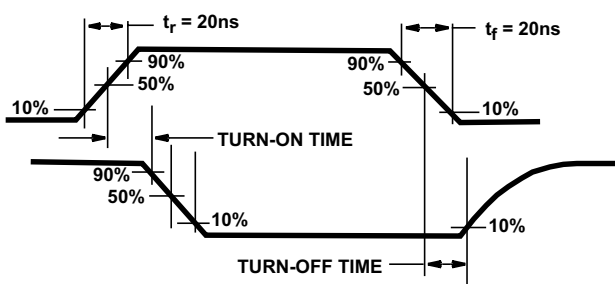 tr = 20ns
tf = 20ns
90%
90%
50%
50%
10%
10%
TURN-ON TIME
90%
50%
10%
10%
TURN-OFF TIME